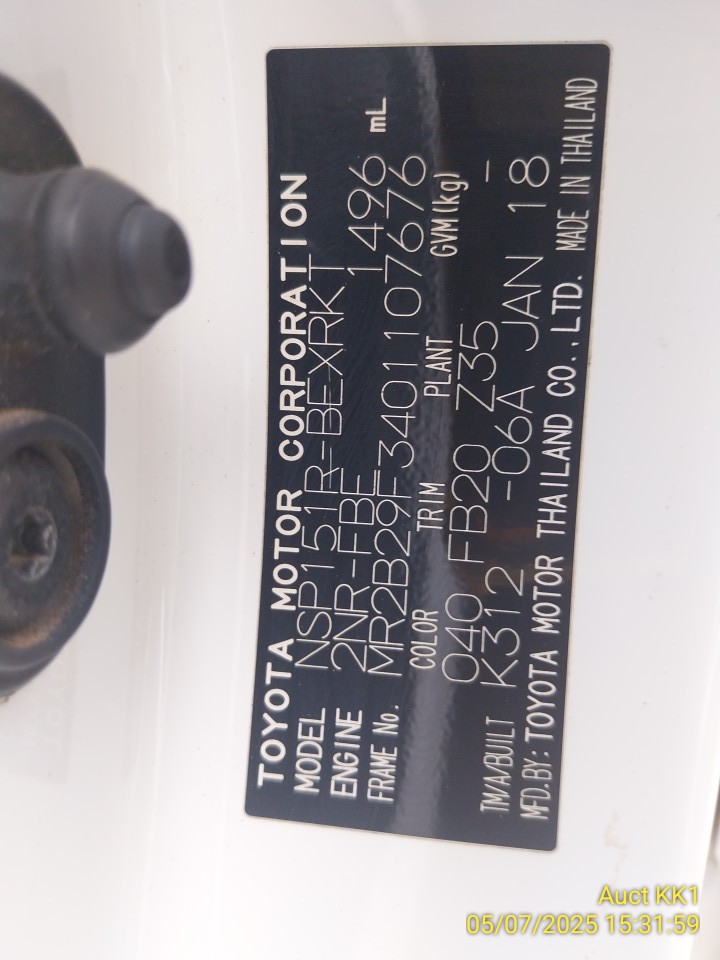 TOYOTA MOTOR CORPORATION
MODEL NSP151R-BEXRKT
ENGINE 2NR-FBE 1496 mL
FRAME No. MR2B29F3401107676
COLOR TRIM PLANT GVM(kg)
040 FB20 Z35 -
TM/A/BUILT K312 -06A JAN 18
MFD.BY: TOYOTA MOTOR THAILAND CO.,LTD. MADE IN THAILAND
Auct KK1
05/07/2025 15:31:59